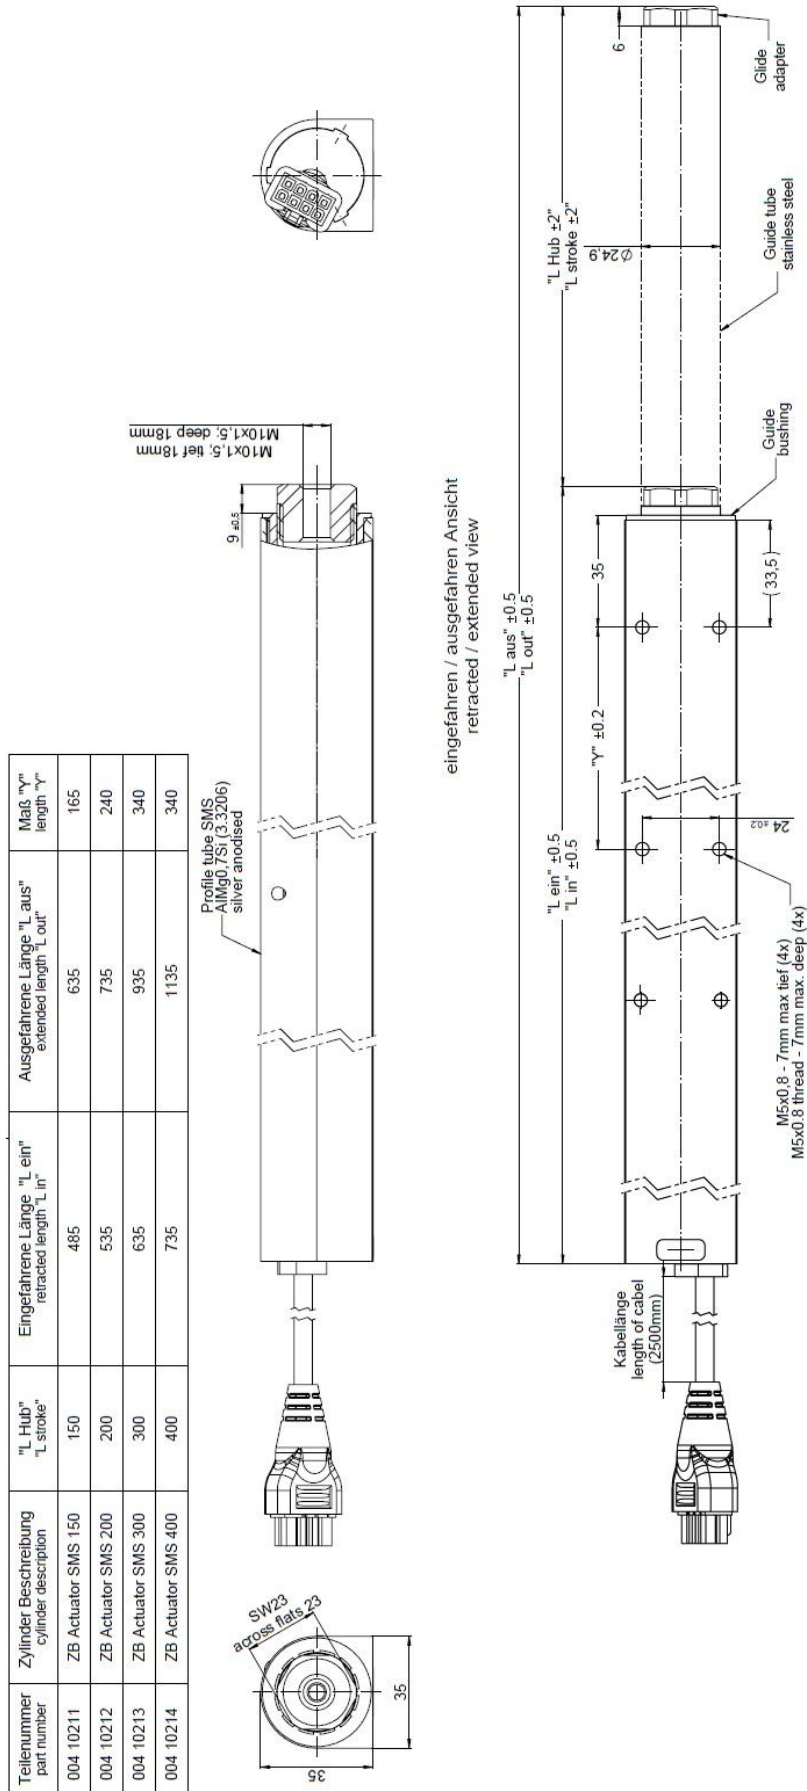 Teilenummer
part number
Zylinder Beschreibung
cylinder description
"L Hub"
"L stroke"
Eingefahrene Länge "L ein"
retracted length "L in"
Ausgefahrene Länge "L aus"
extended length "L out"
Maß "Y"
length "Y"
004 10211 ZB Actuator SMS 150 150 485 635 165
004 10212 ZB Actuator SMS 200 200 535 735 240
004 10213 ZB Actuator SMS 300 300 635 935 340
004 10214 ZB Actuator SMS 400 400 735 1135 340
SW23
across flats 23
35
35
Profile tube SMS
AlMg0,7Si (3.3206)
silver anodised
9 ±0,5
M10x1,5; tief 18mm
M10x1,5; deep 18mm
eingefahren / ausgefahren Ansicht
retracted / extended view
"L aus" ±0.5
"L out" ±0.5
"L ein" ±0.5
"L in" ±0.5
"L Hub ±2"
"L stroke ±2"
Kabellänge
length of cabel
(2500mm)
"Y" ±0.2
35
6
Ø24,9
24 ±0,2
(33,5)
M5x0,8 - 7mm max tief (4x)
M5x0.8 thread - 7mm max. deep (4x)
Guide
bushing
Guide tube
stainless steel
Glide
adapter